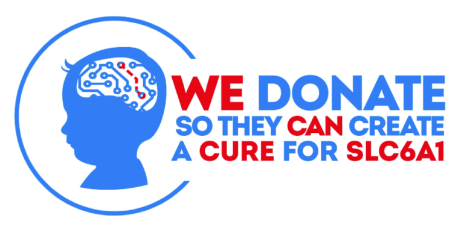 WE DONATE
SO THEY CAN CREATE
A CURE FOR SLC6A1